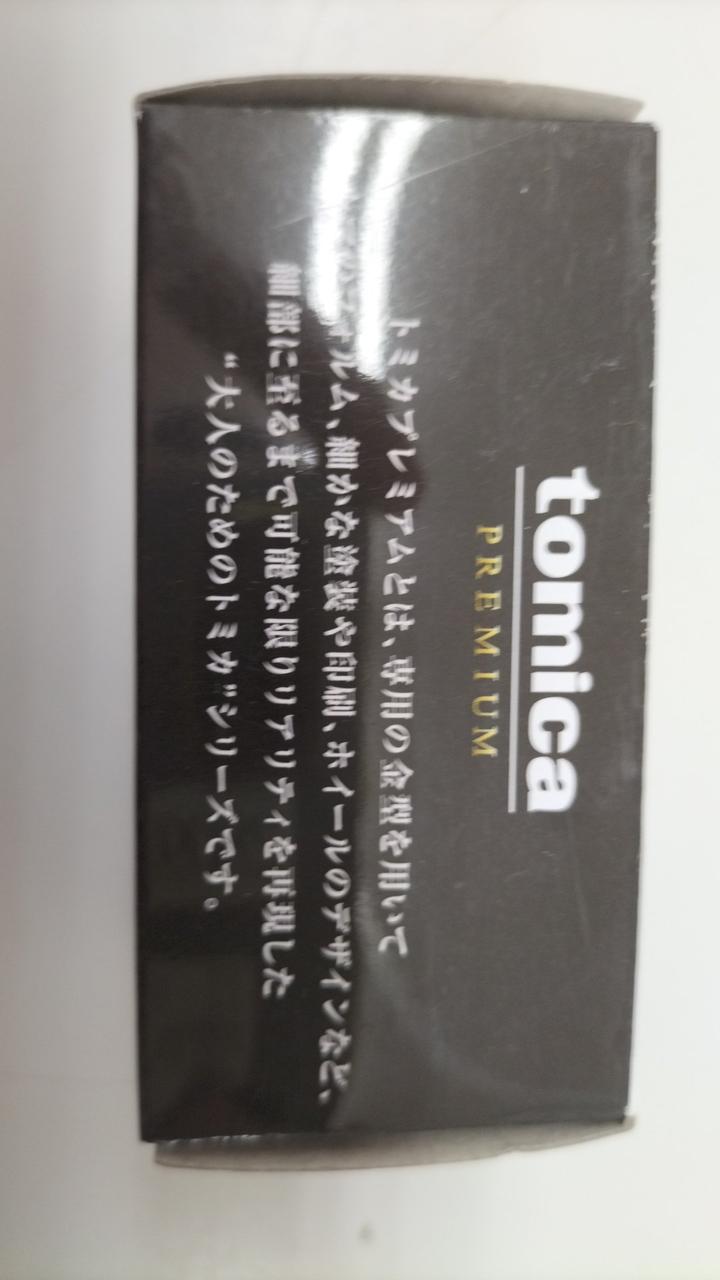 tomica
PREMIUM
トミカプレミアムとは、専用の金型を用いて
ルム、細かな塗装や印刷、ホイールのデザインなど、
細部に至るまで可能な限りリアリティを再現した
“大人のためのトミカ”シリーズです。